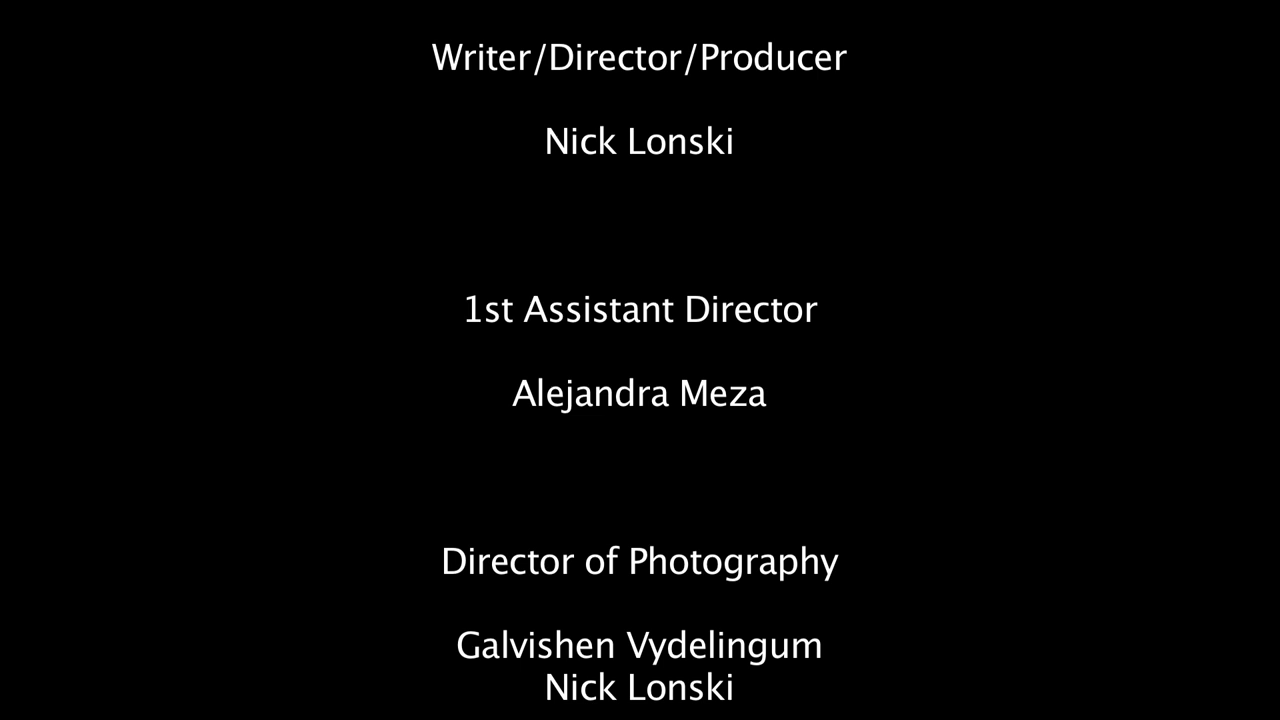 Writer/Director/Producer
Nick Lonski
1st Assistant Director
Alejandra Meza
Director of Photography
Galvishen Vydelingum
Nick Lonski